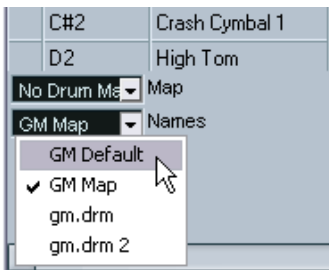 C#2 Crash Cymbal 1
D2 High Tom
No Drum Ma Map
GM Map Names
GM Default
GM Map
gm.drm
gm.drm 2